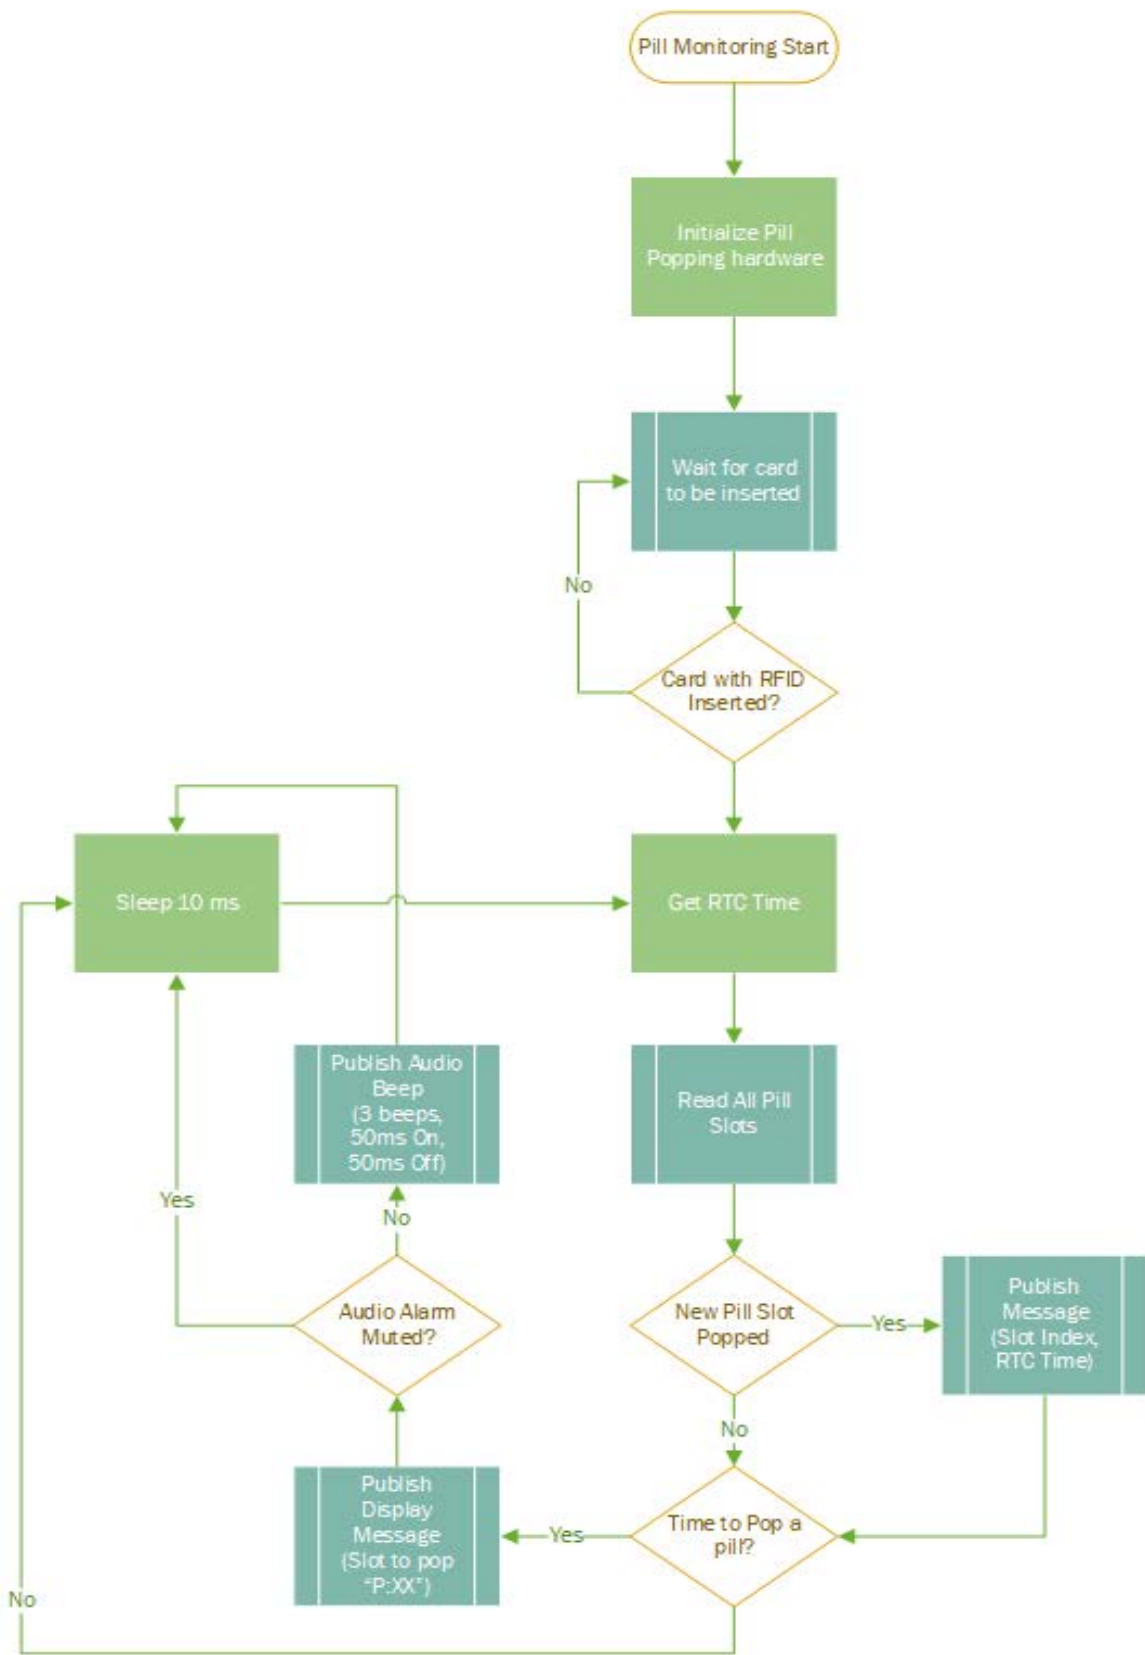 Pill Monitoring Start
Initialize Pill
Popping hardware
Wait for card
to be inserted
No
Card with RFID
Inserted?
Sleep 10 ms
Get RTC Time
Publish Audio
Beep
(3 beeps,
50ms On,
50ms Off)
Read All Pill
Slots
Yes
No
Audio Alarm
Muted?
New Pill Slot
Popped
Yes
Publish
Message
(Slot Index,
RTC Time)
No
Publish
Display
Message
(Slot to pop
“P:XX”)
Yes
Time to Pop a
pill?
No